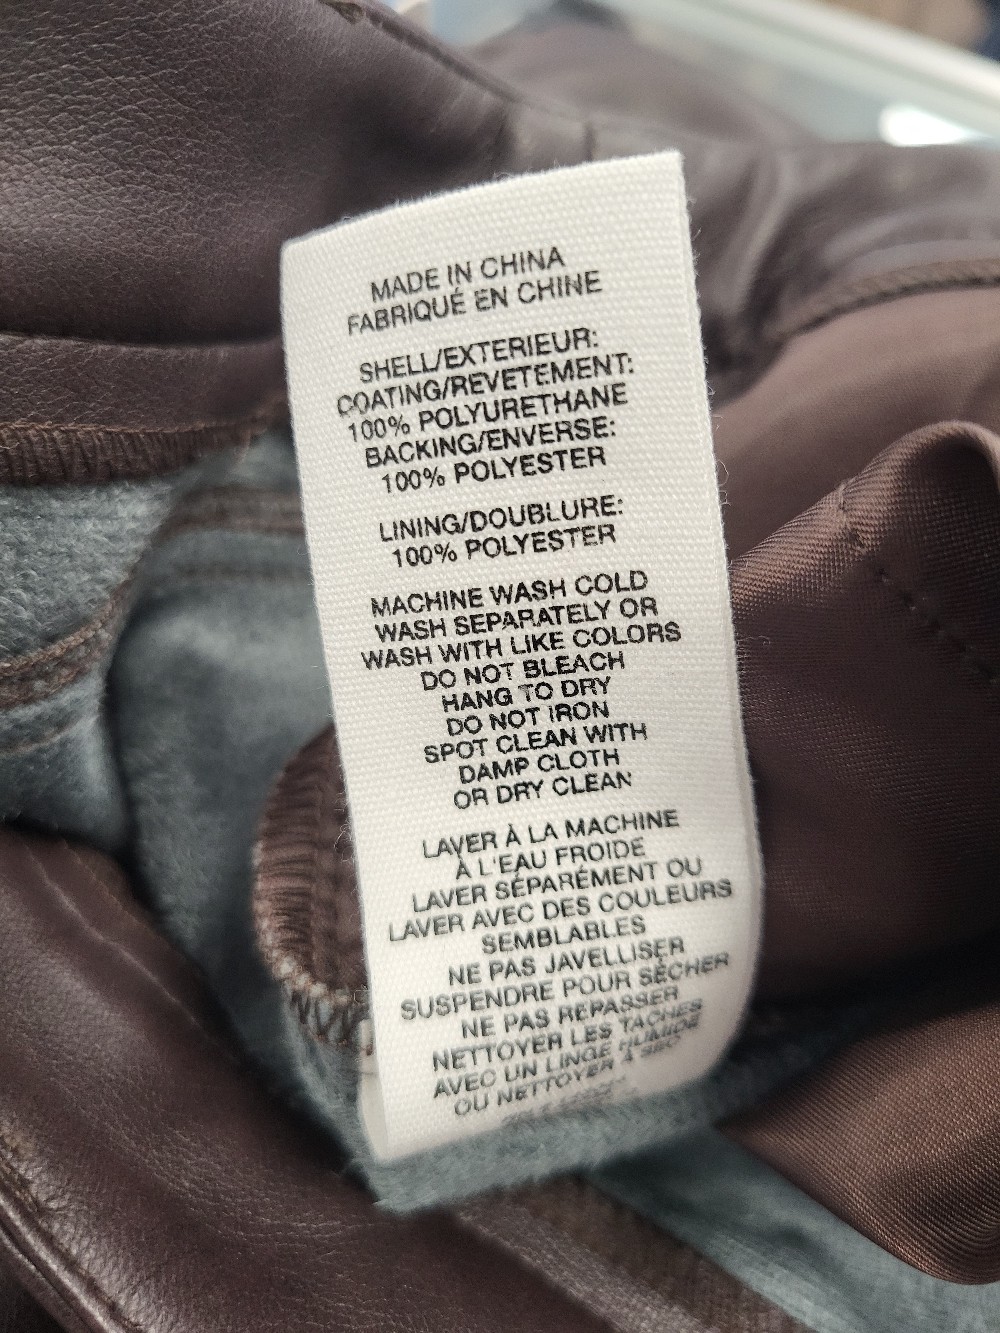 MADE IN CHINA
FABRIQUÉ EN CHINE
SHELL/EXTERIEUR:
COATING/REVETEMENT:
100% POLYURETHANE
BACKING/ENVERSE:
100% POLYESTER
LINING/DOUBLURE:
100% POLYESTER
MACHINE WASH COLD
WASH SEPARATELY OR
WASH WITH LIKE COLORS
DO NOT BLEACH
HANG TO DRY
DO NOT IRON
SPOT CLEAN WITH
DAMP CLOTH
OR DRY CLEAN
LAVER À LA MACHINE
À L'EAU FROIDE
LAVER SÉPARÉMENT OU
LAVER AVEC DES COULEURS
SEMBLABLES
NE PAS JAVELLISER
SUSPENDRE POUR SÉCHER
NE PAS REPASSER
NETTOYER LES TACHES
AVEC UN LINGE HUMIDE
OU NETTOYER À SEC